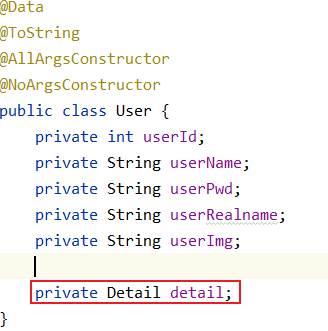 @Data
@ToString
@AllArgsConstructor
@NoArgsConstructor
public class User {
    private int userId;
    private String userName;
    private String userPwd;
    private String userRealname;
    private String userImg;
    private Detail detail;
}